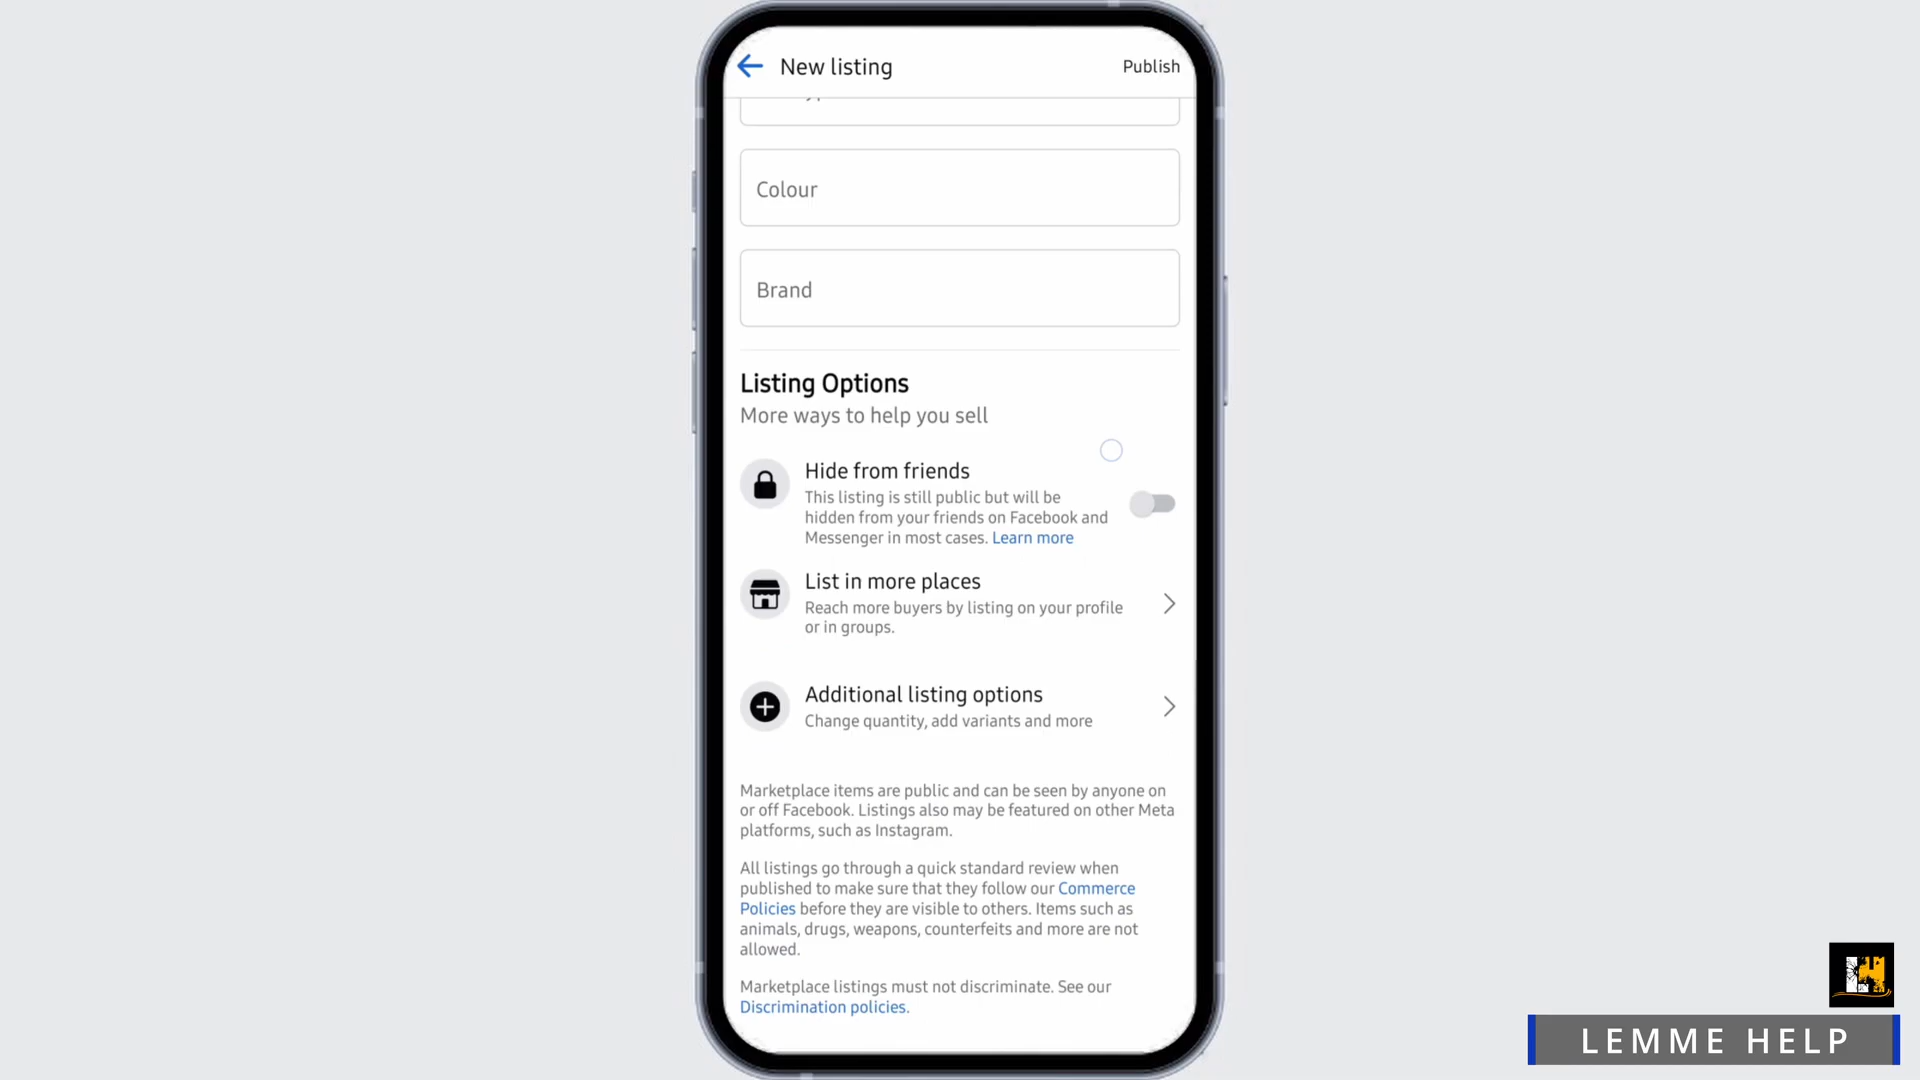 New listing
Publish
Colour
Brand
Listing Options
More ways to help you sell
Hide from friends
This listing is still public but will be
hidden from your friends on Facebook and
Messenger in most cases. Learn more
List in more places
Reach more buyers by listing on your profile
or in groups.
Additional listing options
Change quantity, add variants and more
Marketplace items are public and can be seen by anyone on
or off Facebook. Listings also may be featured on other Meta
platforms, such as Instagram.
All listings go through a quick standard review when
published to make sure that they follow our Commerce
Policies before they are visible to others. Items such as
animals, drugs, weapons, counterfeits and more are not
allowed.
Marketplace listings must not discriminate. See our
Discrimination policies.
LEMME HELP